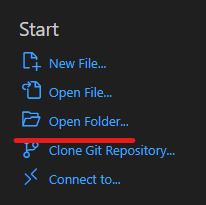 Start
New File...
Open File...
Open Folder...
Clone Git Repository...
Connect to...